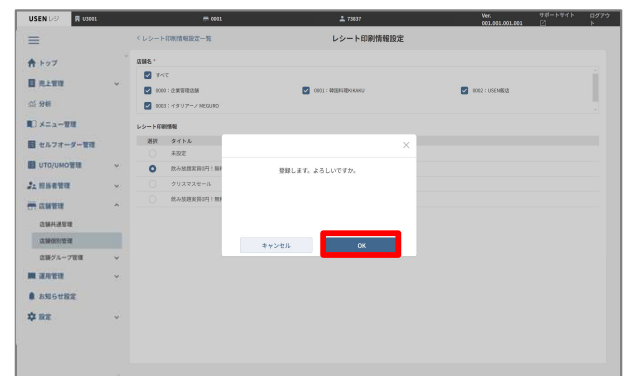 USEN レジ U3001 0001 73837 Ver. 001.001.001.001 サポートサイト ログアウト
トップ
売上管理
分析
メニュー管理
セルフオーダー管理
UTO/UMO管理
担当者管理
店舗管理
店舗共通管理
店舗個別管理
店舗グループ管理
運用管理
お知らせ設定
設定
< レシート印刷情報設定一覧 レシート印刷情報設定
店舗名 *
すべて
0000：企業管理店舗 0001：韓国料理KIKAKU 0002：USEN飯店
0003：イタリアーノ MEGURO
レシート印刷情報
選択 タイトル
未設定
飲み放題実質0円！無料
クリスマスセール
飲み放題実質0円！無料
登録します。よろしいですか。
キャンセル OK